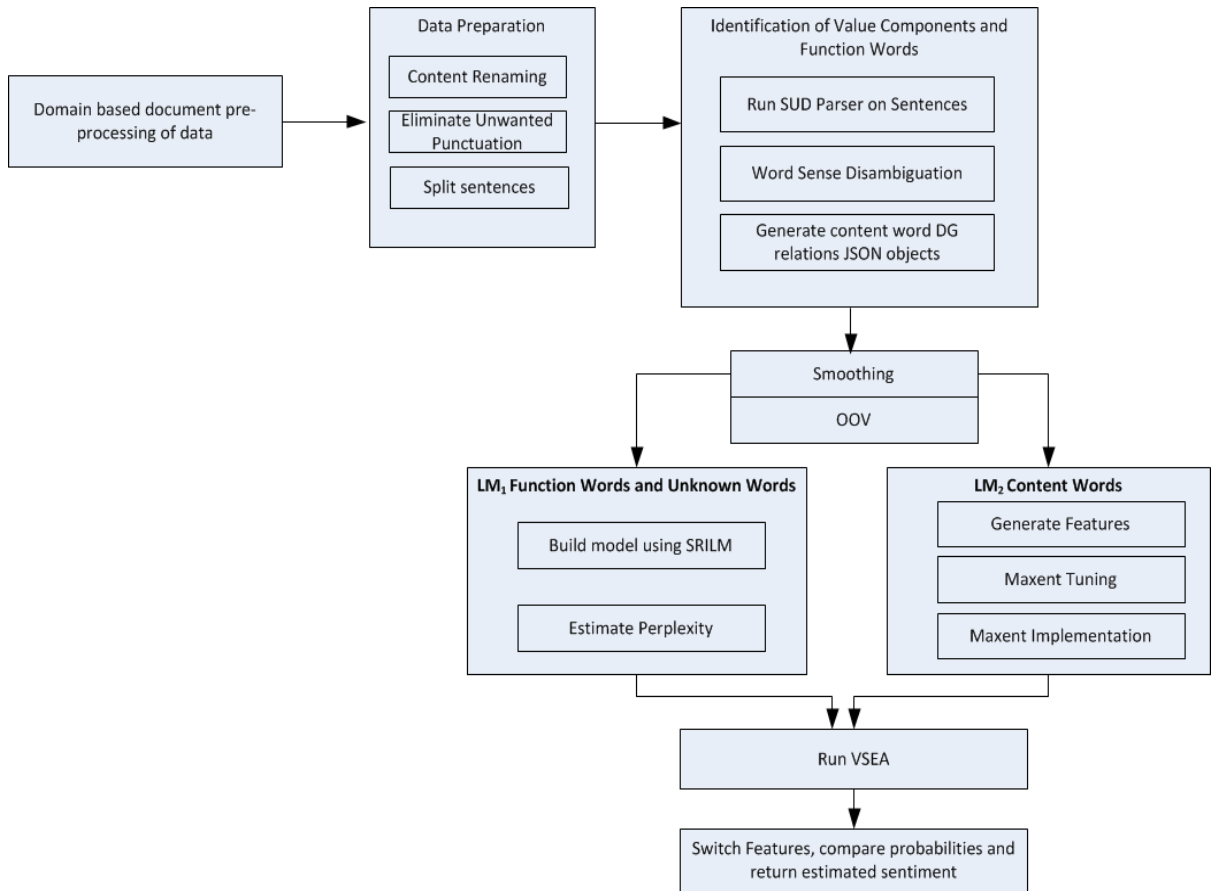 Domain based document pre-
processing of data
Data Preparation
Content Renaming
Eliminate Unwanted
Punctuation
Split sentences
Identification of Value Components and
Function Words
Run SUD Parser on Sentences
Word Sense Disambiguation
Generate content word DG
relations JSON objects
Smoothing
OOV
LM₁ Function Words and Unknown Words
Build model using SRILM
Estimate Perplexity
LM₂ Content Words
Generate Features
Maxent Tuning
Maxent Implementation
Run VSEA
Switch Features, compare probabilities and
return estimated sentiment